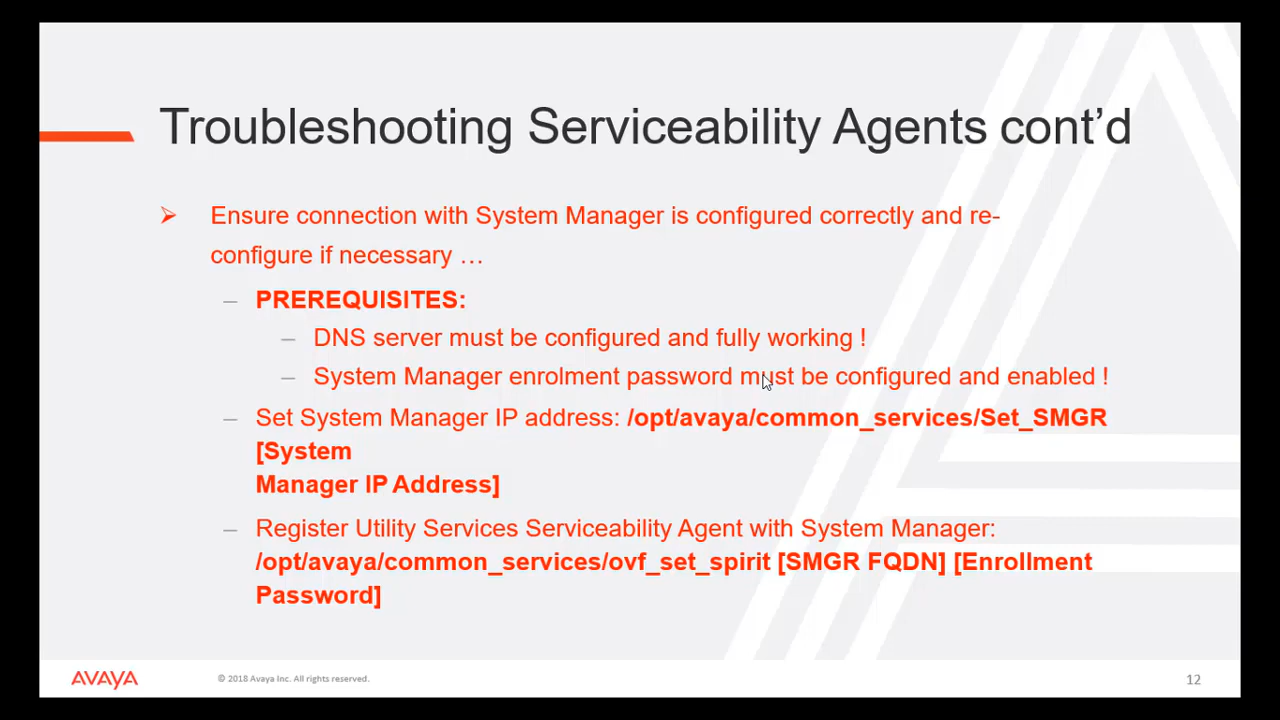 Troubleshooting Serviceability Agents cont’d
Ensure connection with System Manager is configured correctly and re-
configure if necessary …
– PREREQUISITES:
– DNS server must be configured and fully working !
– System Manager enrolment password must be configured and enabled !
– Set System Manager IP address: /opt/avaya/common_services/Set_SMGR
[System
Manager IP Address]
– Register Utility Services Serviceability Agent with System Manager:
/opt/avaya/common_services/ovf_set_spirit [SMGR FQDN] [Enrollment
Password]
AVAYA
© 2018 Avaya Inc. All rights reserved.
12